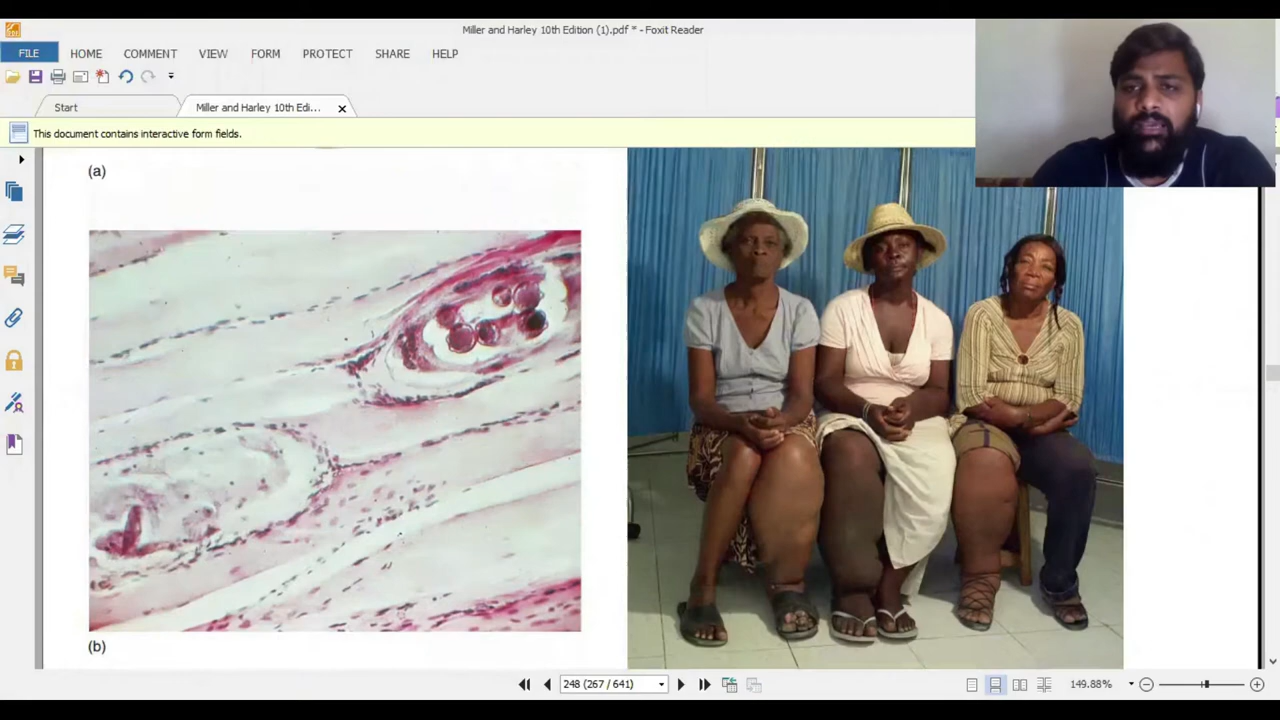 Miller and Harley 10th Edition (1).pdf * - Foxit Reader
FILE HOME COMMENT VIEW FORM PROTECT SHARE HELP
Start
Miller and Harley 10th Edi...
This document contains interactive form fields.
(a)
(b)
248 (267 / 641)
149.88%